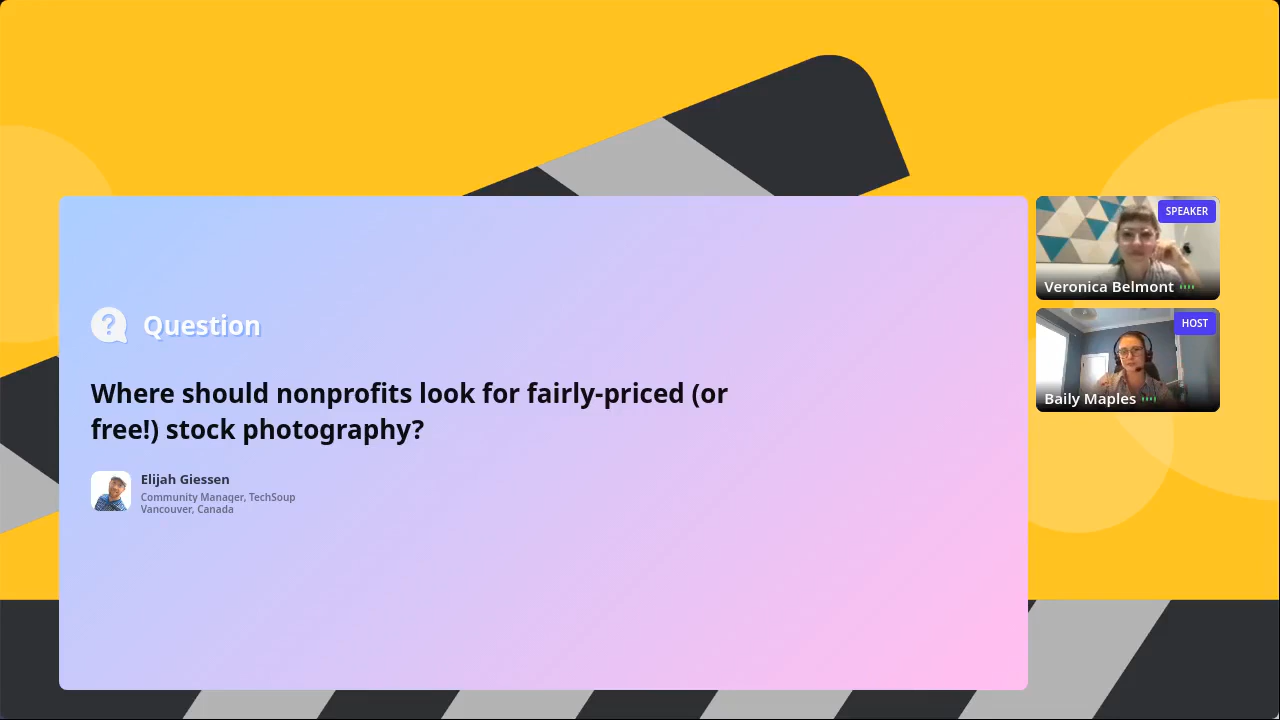 Question
Where should nonprofits look for fairly-priced (or
free!) stock photography?
Elijah Giessen
Community Manager, TechSoup
Vancouver, Canada
SPEAKER
Veronica Belmont
HOST
Baily Maples